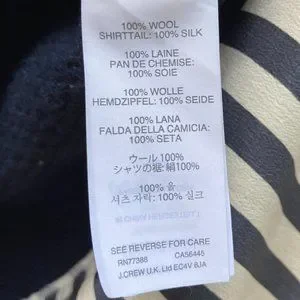 100% WOOL
SHIRTTAIL: 100% SILK
100% LAINE
PAN DE CHEMISE:
100% SOIE
100% WOLLE
HEMDZIPFEL: 100% SEIDE
100% LANA
FALDA DELLA CAMICIA:
100% SETA
ウール 100%
シャツの裾: 絹100%
100% 울
셔츠 자락: 100% 실크
SEE REVERSE FOR CARE
RN77388 CA56445
J.CREW U.K. Ltd EC4V 6JA